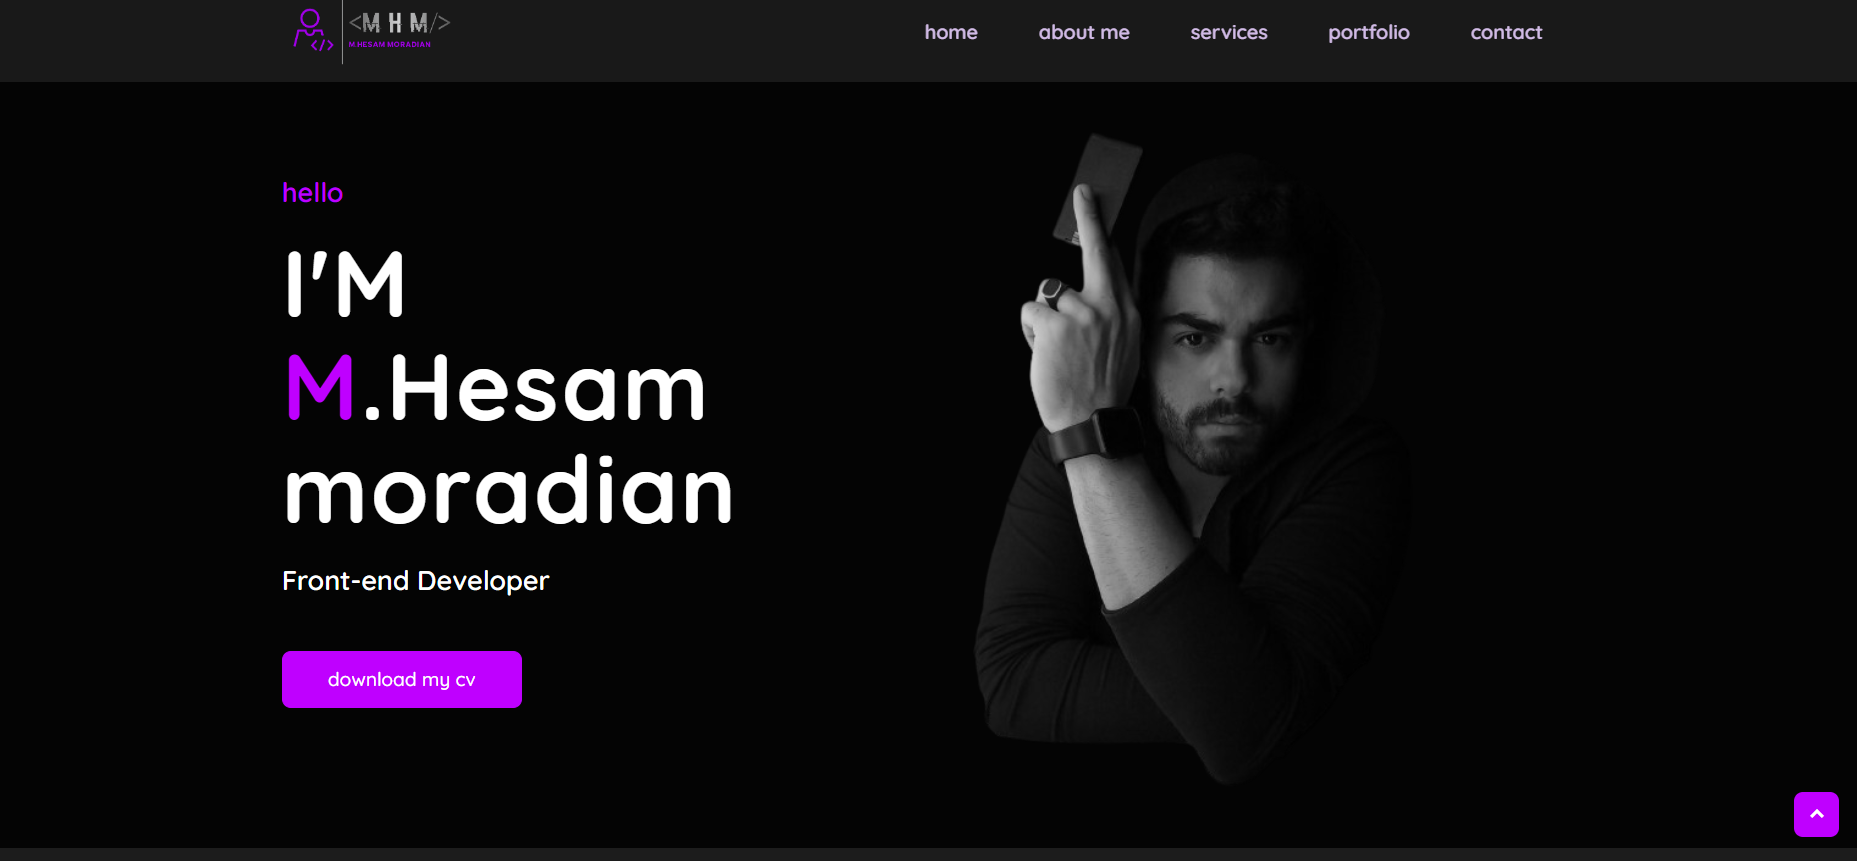 <M H M/>
M.HESAM MORADIAN
home about me services portfolio contact
hello
I'M
M.Hesam
moradian
Front-end Developer
download my cv